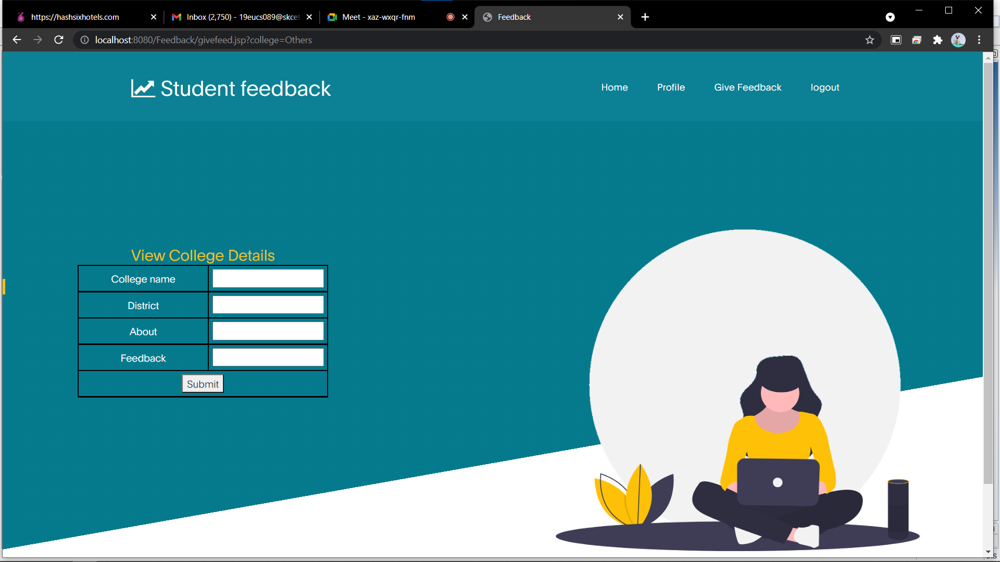 https://hashsixhotels.com
Inbox (2,750) - 19eucs089@skcet
Meet - xaz-wxqr-fnm
Feedback
localhost:8080/Feedback/givefeed.jsp?college=Others
Student feedback
Home
Profile
Give Feedback
logout
View College Details
College name
District
About
Feedback
Submit